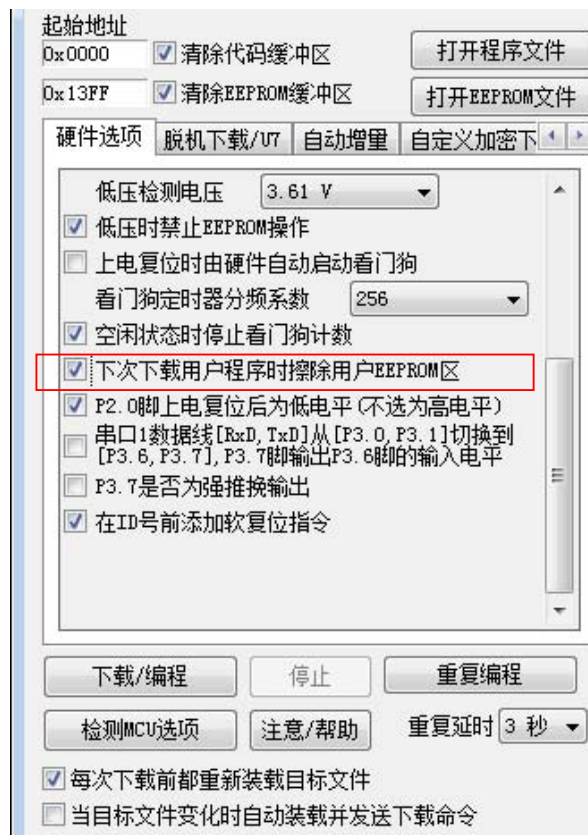 起始地址
0x0000 清除代码缓冲区 打开程序文件
0x13FF 清除EEPROM缓冲区 打开EEPROM文件
硬件选项 脱机下载/U7 自动增量 自定义加密下
低压检测电压 3.61 V
低压时禁止EEPROM操作
上电复位时由硬件自动启动看门狗
看门狗定时器分频系数 256
空闲状态时停止看门狗计数
下次下载用户程序时擦除用户EEPROM区
P2.0脚上电复位后为低电平(不选为高电平)
串口1数据线[RxD,TxD]从[P3.0,P3.1]切换到
[P3.6,P3.7],P3.7脚输出P3.6脚的输入电平
P3.7是否为强推挽输出
在ID号前添加软复位指令
下载/编程 停止 重复编程
检测MCU选项 注意/帮助 重复延时 3 秒
每次下载前都重新装载目标文件
当目标文件变化时自动装载并发送下载命令